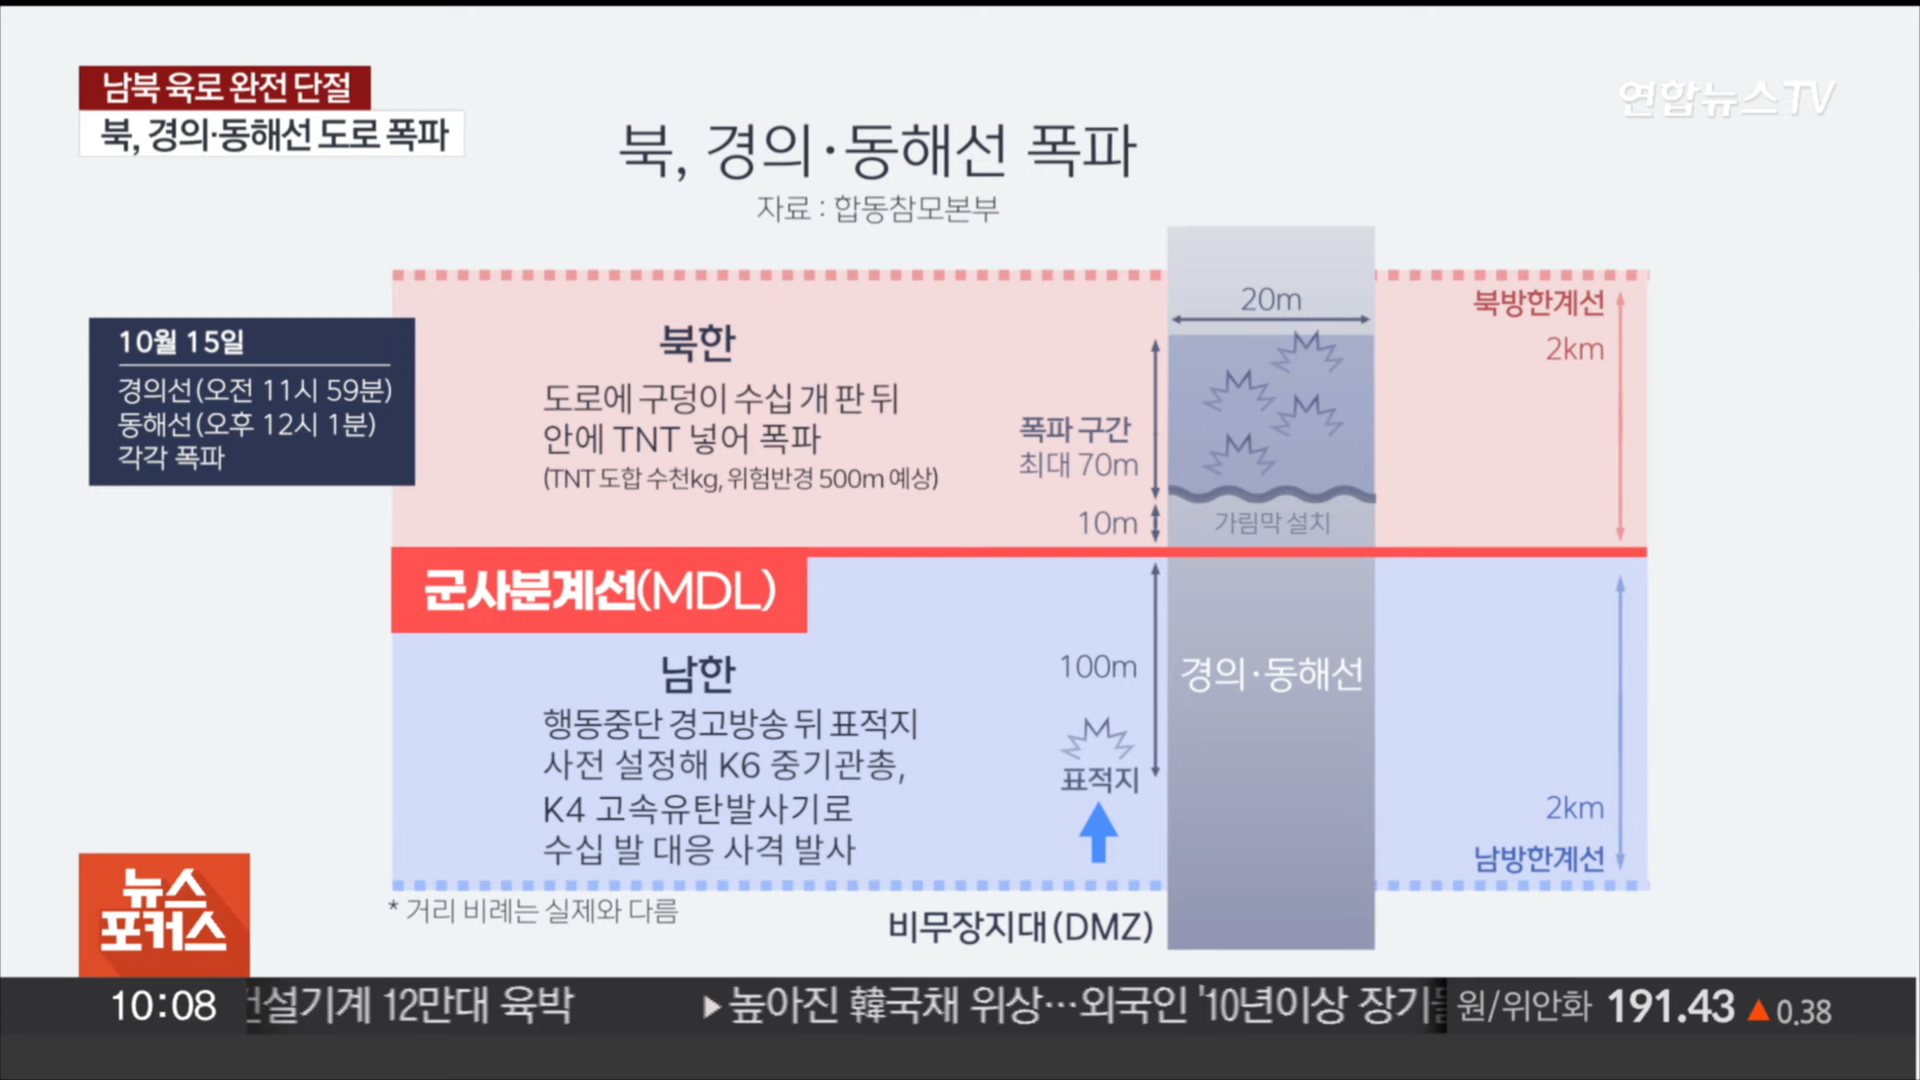 남북 육로 완전 단절
북, 경의·동해선 도로 폭파
연합뉴스TV
북, 경의·동해선 폭파
자료 : 합동참모본부
10월 15일
경의선(오전 11시 59분)
동해선(오후 12시 1분)
각각 폭파
북한
도로에 구덩이 수십 개 판 뒤
안에 TNT 넣어 폭파
(TNT 도합 수천kg, 위험반경 500m 예상)
20m
폭파 구간
최대 70m
10m
가림막 설치
북방한계선
2km
군사분계선(MDL)
남한
행동중단 경고방송 뒤 표적지
사전 설정해 K6 중기관총,
K4 고속유탄발사기로
수십 발 대응 사격 발사
100m
표적지
경의·동해선
2km
남방한계선
* 거리 비례는 실제와 다름
비무장지대(DMZ)
뉴스
포커스
10:08 건설기계 12만대 육박 ▶높아진 韓국채 위상…외국인 '10년이상 장기 원/위안화 191.43 ▲0.38